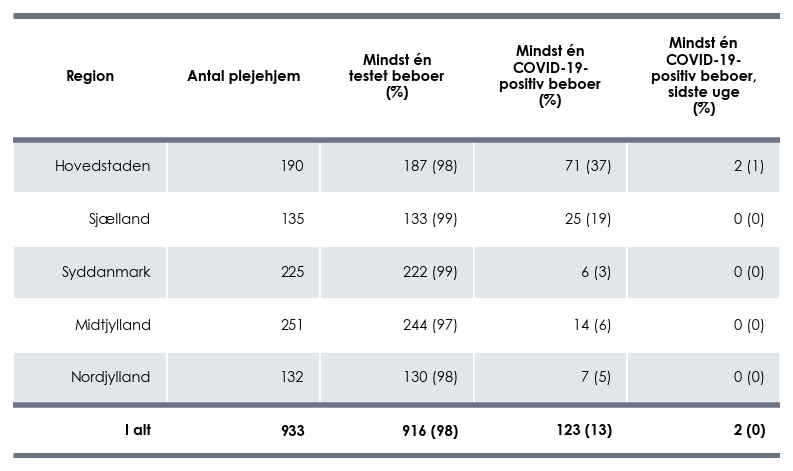 Region Antal plejehjem Mindst én testet beboer (%) Mindst én COVID-19-positiv beboer (%) Mindst én COVID-19-positiv beboer, sidste uge (%)
Hovedstaden 190 187 (98) 71 (37) 2 (1)
Sjælland 135 133 (99) 25 (19) 0 (0)
Syddanmark 225 222 (99) 6 (3) 0 (0)
Midtjylland 251 244 (97) 14 (6) 0 (0)
Nordjylland 132 130 (98) 7 (5) 0 (0)
I alt 933 916 (98) 123 (13) 2 (0)